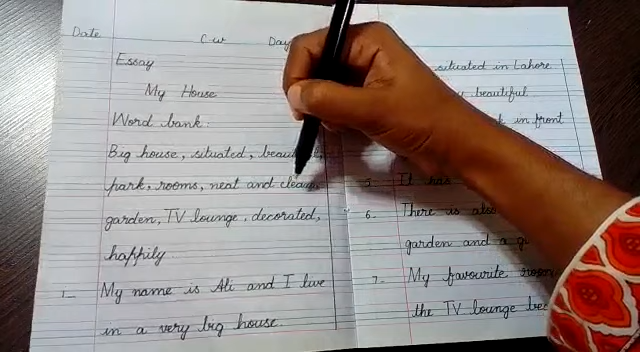 Date C.W Day
Essay
My House
Word bank.
Big house, situated,
park, rooms, neat and clean,
garden, TV lounge, decorated,
happily.
1_ My name is Ali and I live
in a very big house.
situated in Lahore
beautiful
in front
5. It has
6. There is also
garden and a
7. My favourite room
the TV lounge